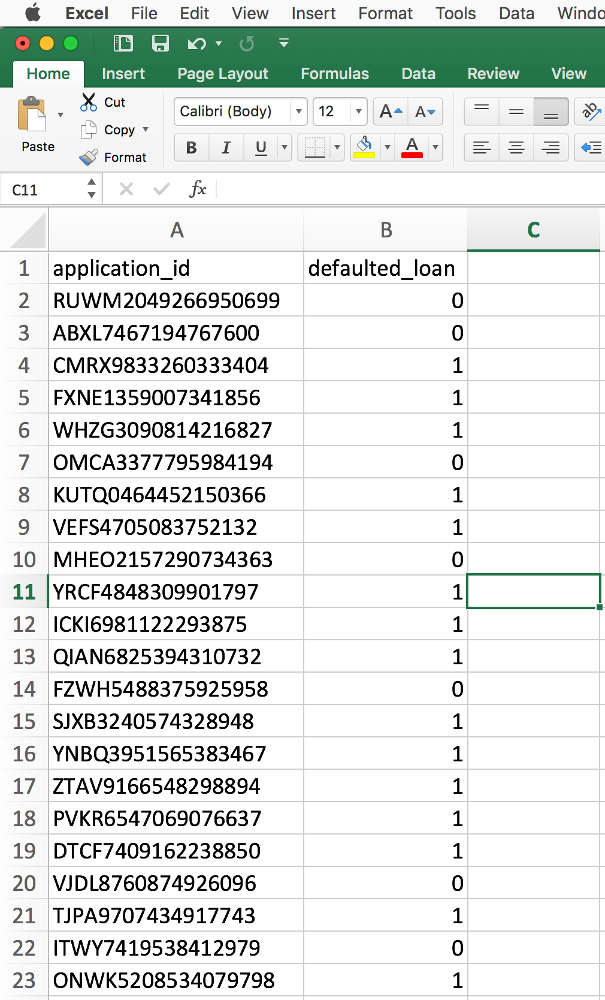 Excel File Edit View Insert Format Tools Data Windo
Home Insert Page Layout Formulas Data Review View
Cut
Calibri (Body) 12 A A ab
Copy
Paste B I U A
Format
C11 fx
A B C
1 application_id defaulted_loan
2 RUWM2049266950699 0
3 ABXL7467194767600 0
4 CMRX9833260333404 1
5 FXNE1359007341856 1
6 WHZG3090814216827 1
7 OMCA3377795984194 0
8 KUTQ0464452150366 1
9 VEFS4705083752132 1
10 MHEO2157290734363 0
11 YRCF4848309901797 1
12 ICKI6981122293875 1
13 QIAN6825394310732 1
14 FZWH5488375925958 0
15 SJXB3240574328948 1
16 YNBQ3951565383467 1
17 ZTAV9166548298894 1
18 PVKR6547069076637 1
19 DTCF7409162238850 1
20 VJDL8760874926096 0
21 TJPA9707434917743 1
22 ITWY7419538412979 0
23 ONWK5208534079798 1